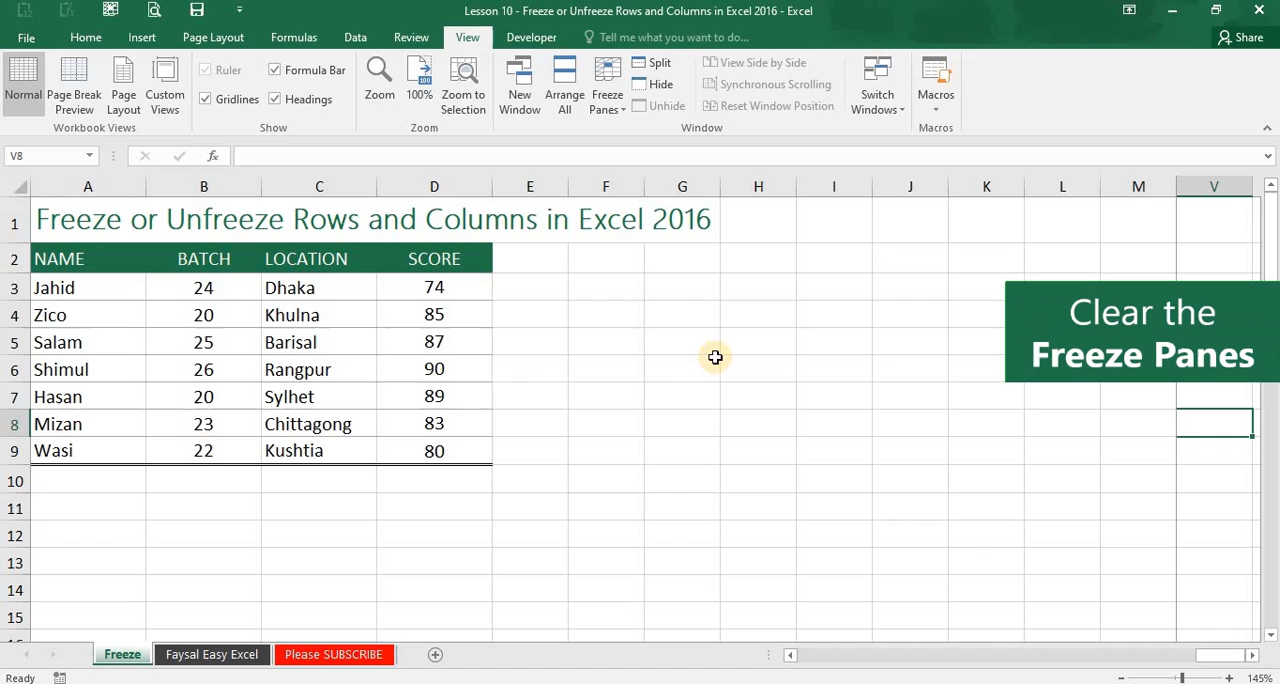 Lesson 10 - Freeze or Unfreeze Rows and Columns in Excel 2016 - Excel
File Home Insert Page Layout Formulas Data Review View Developer Tell me what you want to do... Share
Normal Page Break Preview Page Layout Custom Views
Workbook Views
Ruler Formula Bar
Gridlines Headings
Show
Zoom 100% Zoom to Selection
Zoom
New Window Arrange All Freeze Panes
Split
Hide
Unhide
View Side by Side
Synchronous Scrolling
Reset Window Position
Switch Windows
Window
Macros
Macros
V8 fx
A B C D E F G H I J K L M V
1 Freeze or Unfreeze Rows and Columns in Excel 2016
2 NAME BATCH LOCATION SCORE
3 Jahid 24 Dhaka 74
4 Zico 20 Khulna 85
5 Salam 25 Barisal 87
6 Shimul 26 Rangpur 90
7 Hasan 20 Sylhet 89
8 Mizan 23 Chittagong 83
9 Wasi 22 Kushtia 80
10
11
12
13
14
15
Clear the
Freeze Panes
Freeze Faysal Easy Excel Please SUBSCRIBE
Ready 145%